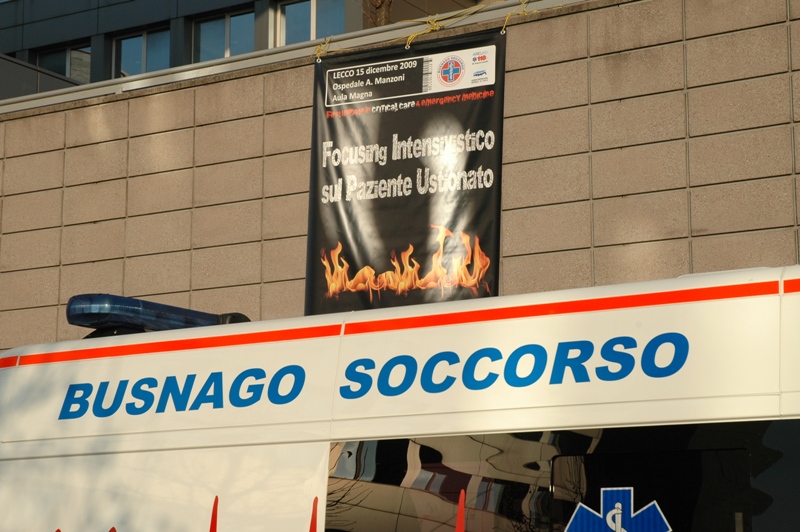 LECCO 15 dicembre 2009
Ospedale A. Manzoni
Aula Magna
critical care & emergency medicine
Focusing Intensivistico
sul Paziente Ustionato
BUSNAGO SOCCORSO